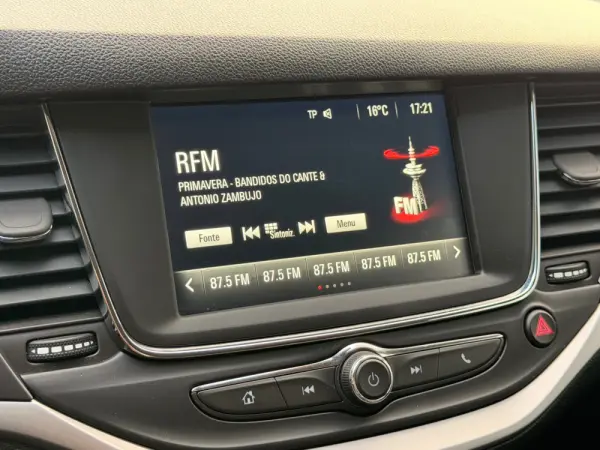 TP 16°C 17:21
RFM
PRIMAVERA - BANDIDOS DO CANTE &
ANTONIO ZAMBUJO
FM
Fonte Sintoniz. Menu
87.5 FM 87.5 FM 87.5 FM 87.5 FM 87.5 FM